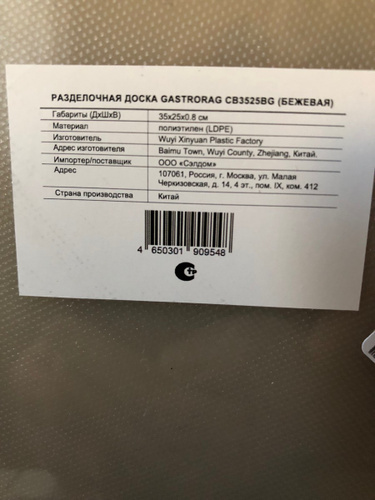 РАЗДЕЛОЧНАЯ ДОСКА GASTRORAG CB3525BG (БЕЖЕВАЯ)
Габариты (ДхШхВ) 35х25х0.8 см
Материал полиэтилен (LDPE)
Изготовитель Wuyi Xinyuan Plastic Factory
Адрес изготовителя Baimu Town, Wuyi County, Zhejiang, Китай.
Импортер/поставщик ООО «Сэлдом»
Адрес 107061, Россия, г. Москва, ул. Малая
Черкизовская, д. 14, 4 эт., пом. IX, ком. 412
Страна производства Китай
4 650301 909548